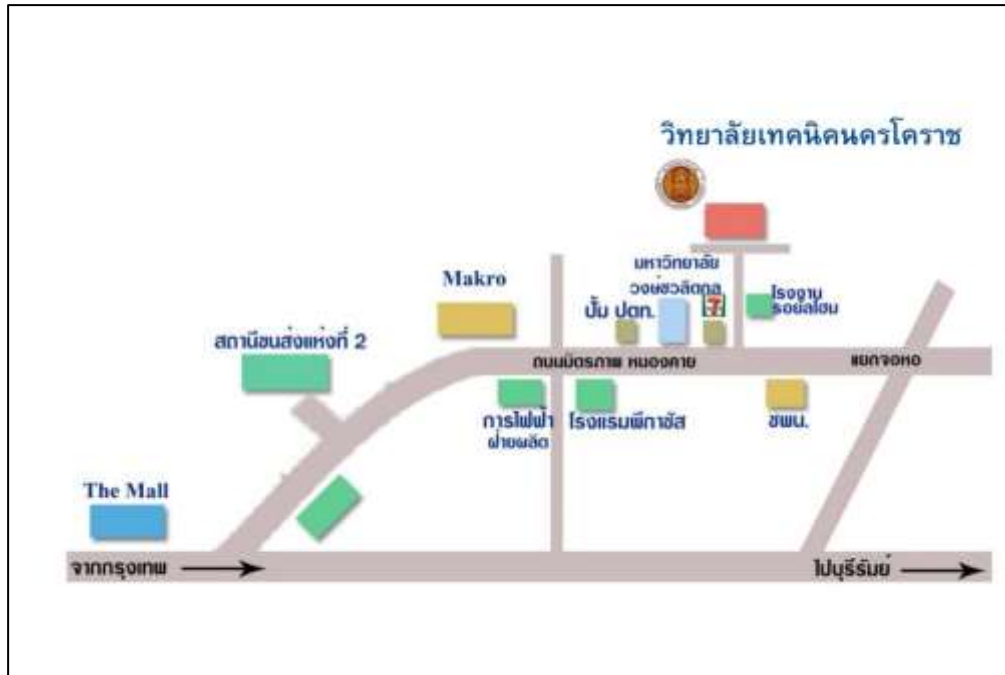 วิทยาลัยเทคนิคนครโคราช
มหาวิทยาลัย
วงษ์ชวลิตกุล
Makro
ปั๊ม ปตท.
7
โรงงาน
รอยัลโฮม
สถานีขนส่งแห่งที่ 2
ถนนมิตรภาพ หนองคาย
แยกจอหอ
การไฟฟ้า
ฝ่ายผลิต
โรงแรมพีกาซัส
ชพน.
The Mall
จากกรุงเทพ
ไปบุรีรัมย์